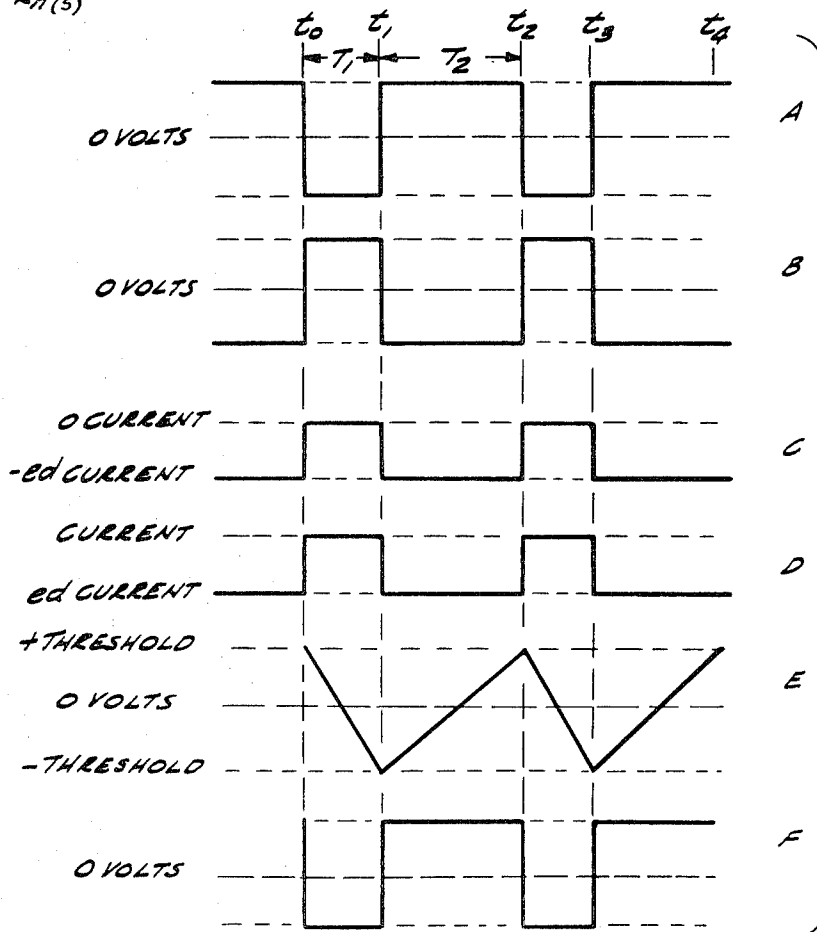 t₀ t₁ t₂ t₃ t₄
T₁ T₂
A
0 VOLTS
B
0 VOLTS
0 CURRENT
C
-ed CURRENT
CURRENT
D
ed CURRENT
+THRESHOLD
E
0 VOLTS
-THRESHOLD
F
0 VOLTS